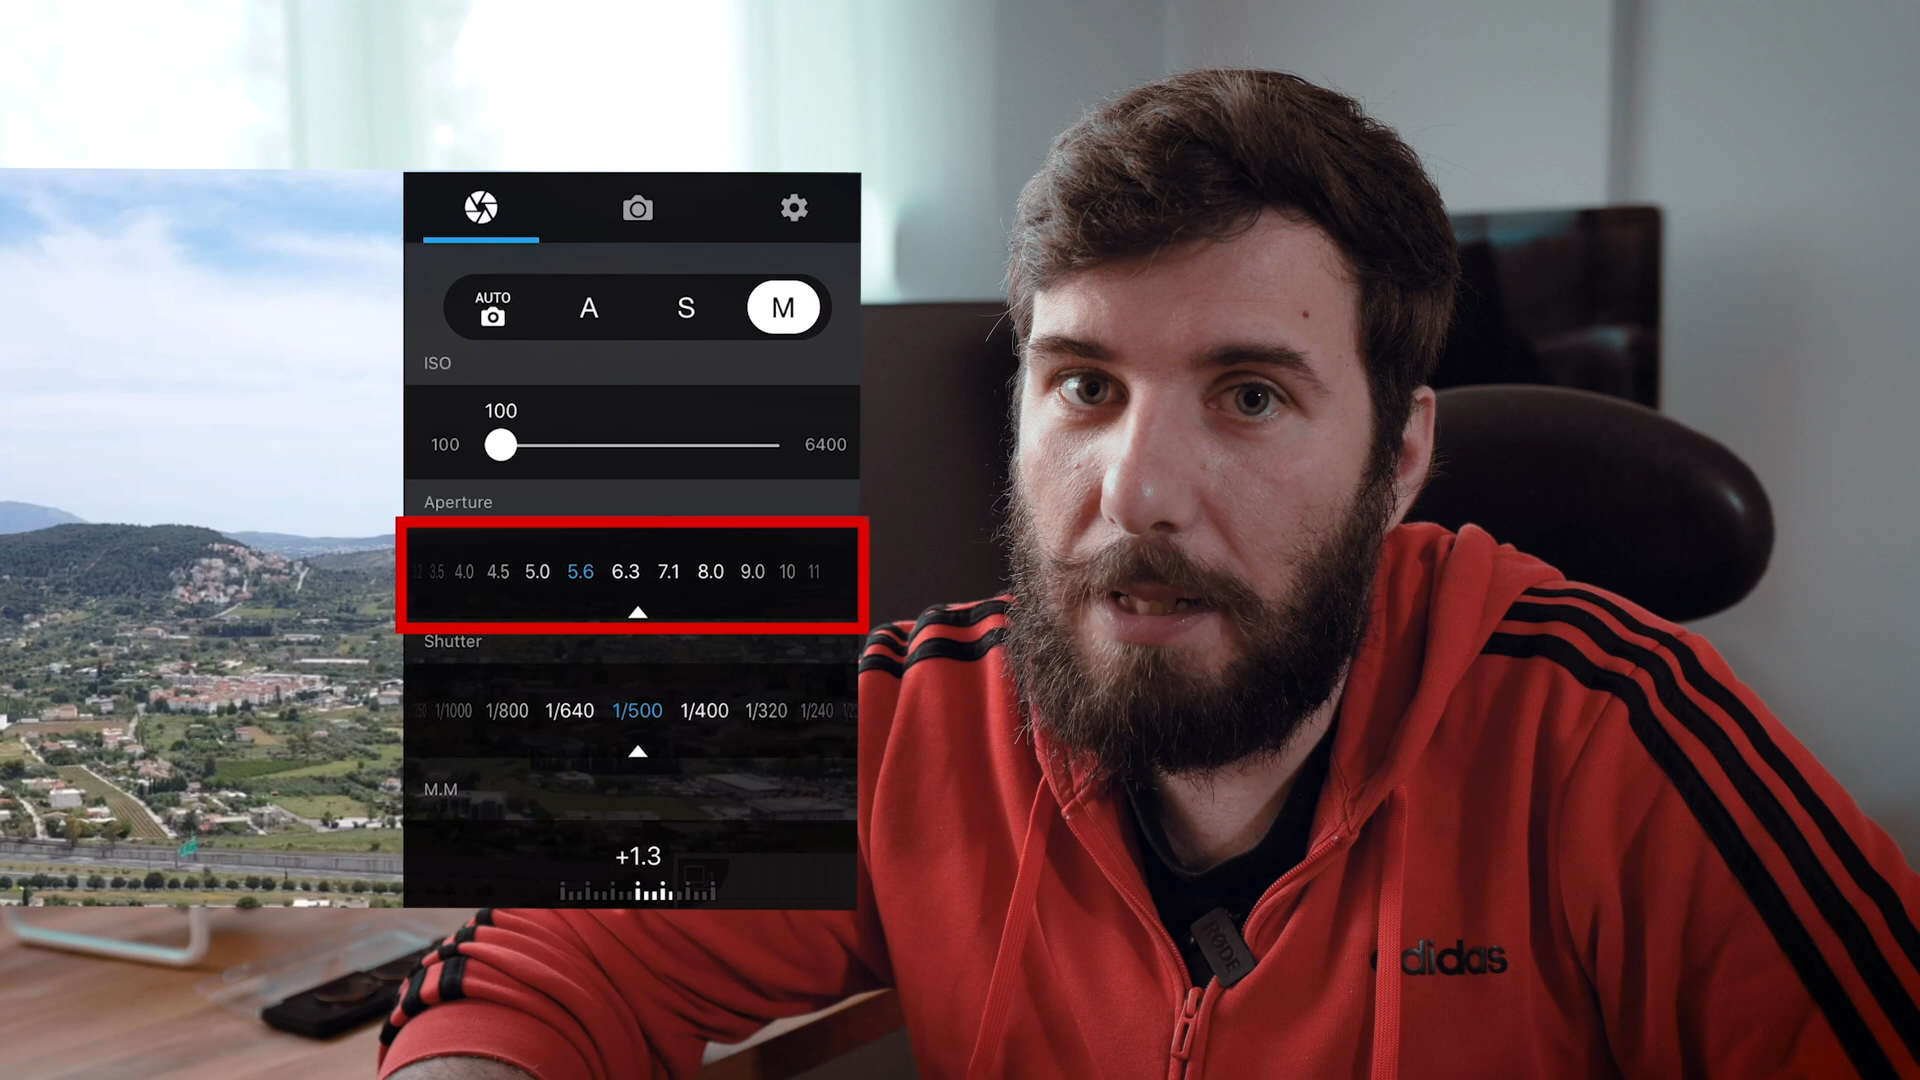 AUTO A S M
ISO
100
100 6400
Aperture
3.5 4.0 4.5 5.0 5.6 6.3 7.1 8.0 9.0 10 11
Shutter
1/1000 1/800 1/640 1/500 1/400 1/320 1/240
M.M
+1.3
RØDE
adidas